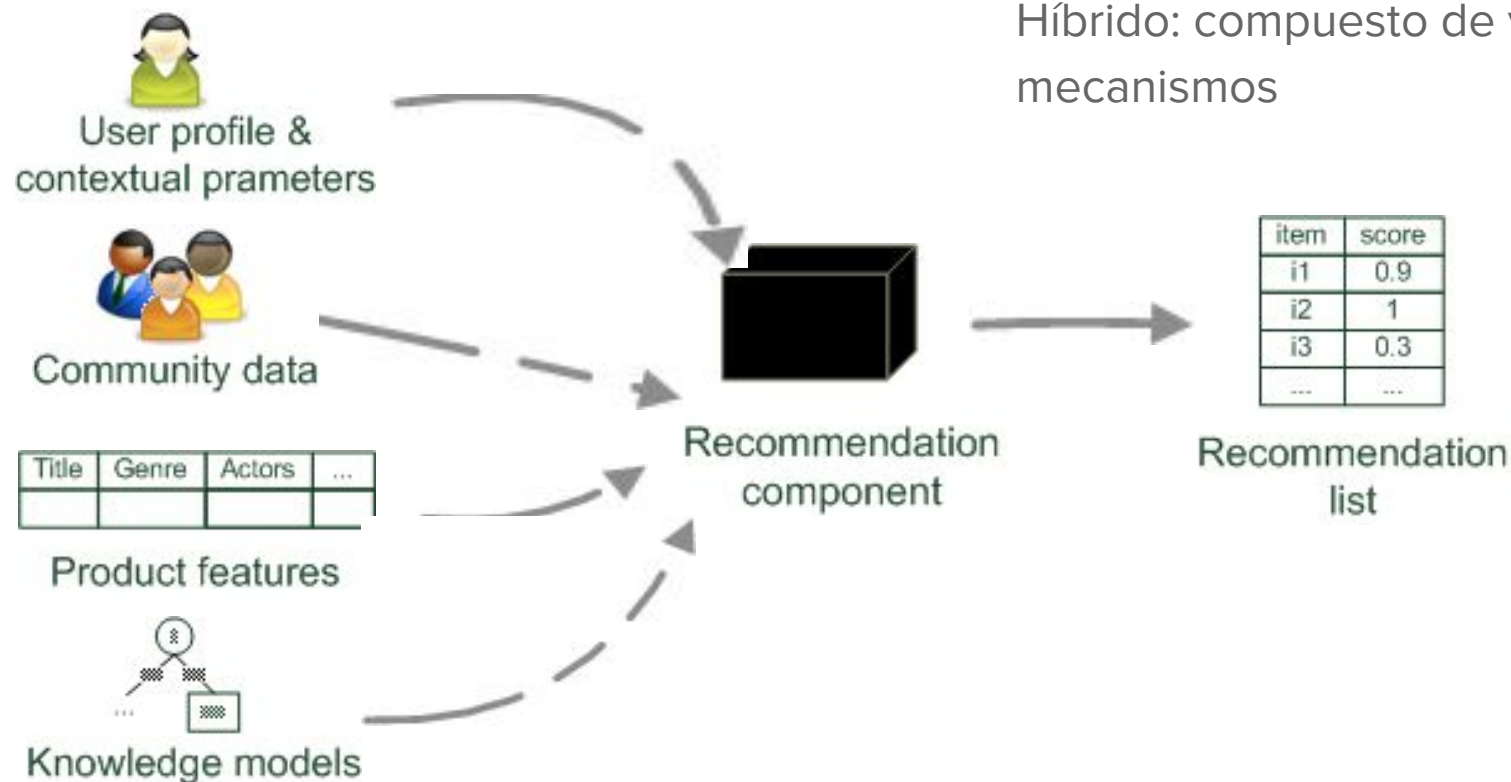 Híbrido: compuesto de
mecanismos
User profile &
contextual prameters
Community data
Title Genre Actors ...
Product features
...
Knowledge models
Recommendation
component
item score
i1 0.9
i2 1
i3 0.3
... ...
Recommendation
list